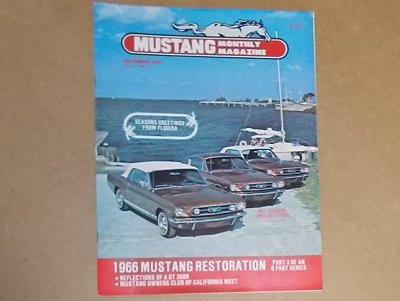 MUSTANG
MONTHLY
MAGAZINE
SEASONS GREETINGS
FROM FLORIDA
1966 MUSTANG RESTORATION
PART 3 OF AN
8 PART SERIES
• REFLECTIONS OF A GT 350R
• MUSTANG OWNERS CLUB OF CALIFORNIA MEET